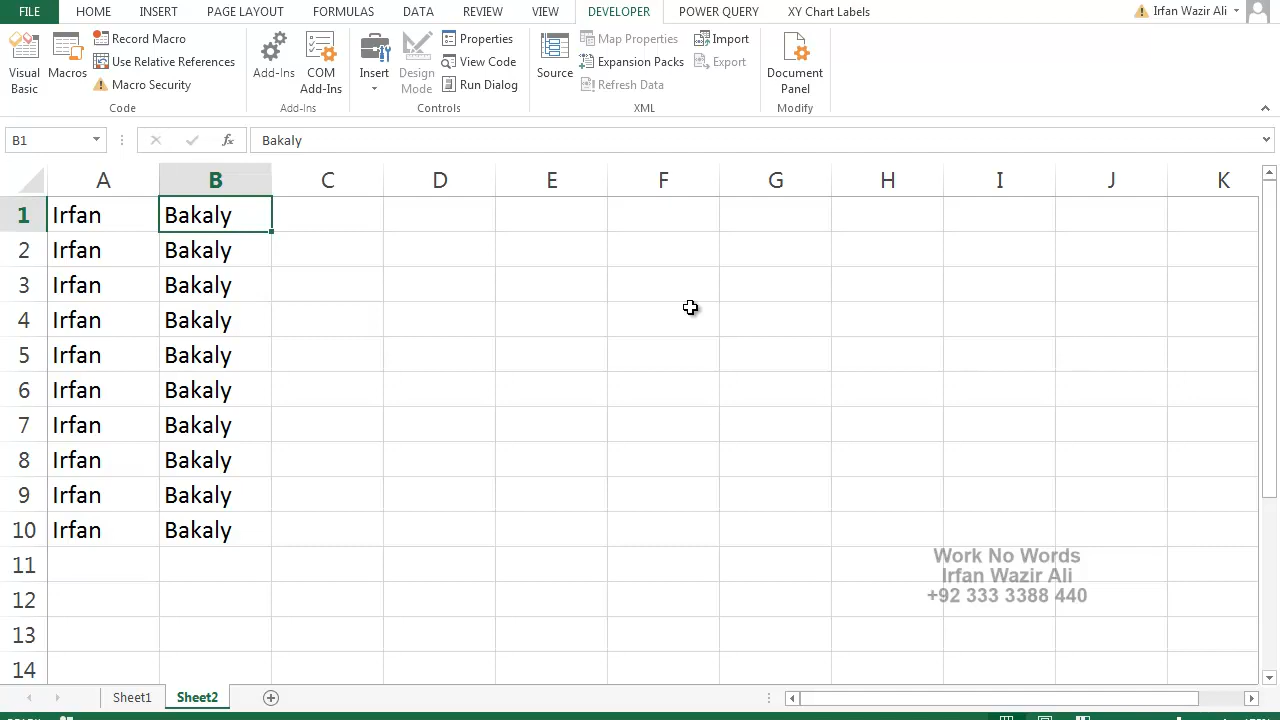 FILE HOME INSERT PAGE LAYOUT FORMULAS DATA REVIEW VIEW DEVELOPER POWER QUERY XY Chart Labels Irfan Wazir Ali
Visual Basic
Macros
Record Macro
Use Relative References
Macro Security
Code
Add-Ins
COM Add-Ins
Add-Ins
Insert
Design Mode
Properties
View Code
Run Dialog
Controls
Source
Map Properties
Expansion Packs
Refresh Data
Import
Export
XML
Document Panel
Modify
B1 fx Bakaly
A B C D E F G H I J K
1 Irfan Bakaly
2 Irfan Bakaly
3 Irfan Bakaly
4 Irfan Bakaly
5 Irfan Bakaly
6 Irfan Bakaly
7 Irfan Bakaly
8 Irfan Bakaly
9 Irfan Bakaly
10 Irfan Bakaly
11
12
13
14
Work No Words
Irfan Wazir Ali
+92 333 3388 440
Sheet1 Sheet2